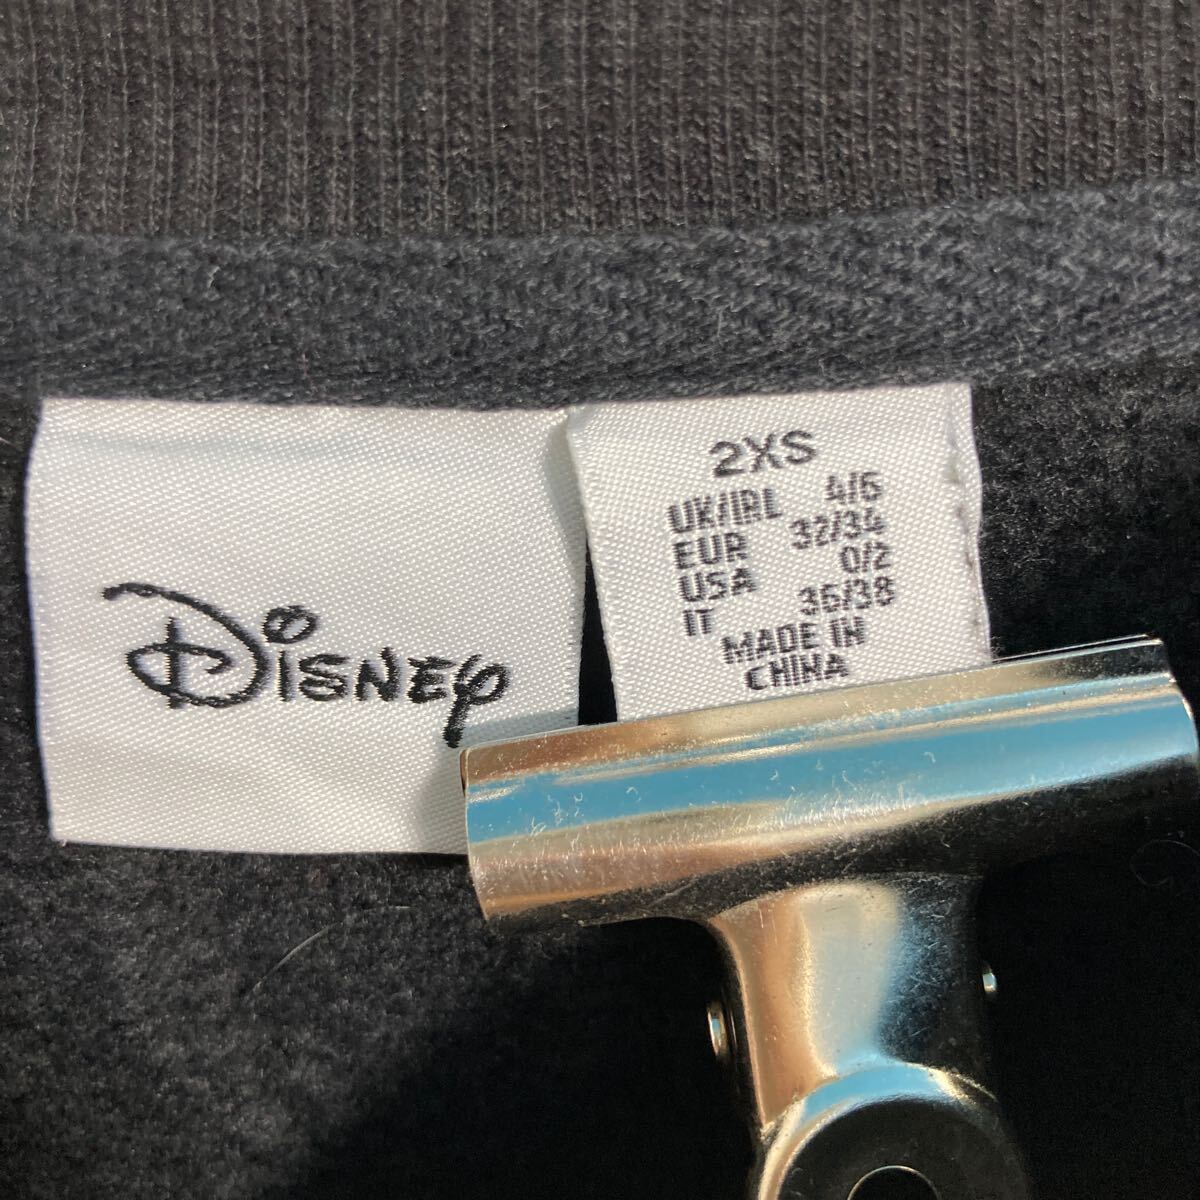 Disney
2XS
UK/IRL 4/6
EUR 32/34
USA 0/2
IT 36/38
MADE IN
CHINA